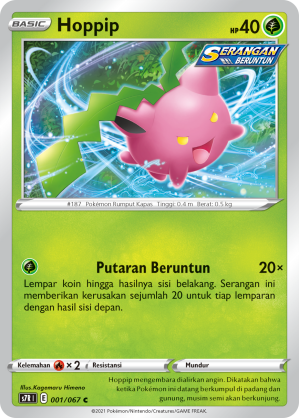 BASIC
Hoppip
HP40
SERANGAN
BERUNTUN
#187 Pokémon Rumput Kapas. Tinggi: 0.4 m Berat: 0.5 kg
Putaran Beruntun 20×
Lempar koin hingga hasilnya sisi belakang. Serangan ini
memberikan kerusakan sejumlah 20 untuk tiap lemparan
dengan hasil sisi depan.
Kelemahan ×2 Resistansi Mundur
Illus.Kagemaru Himeno
S7R I E 001/067 C
Hoppip mengembara dialirkan angin. Dikatakan bahwa
ketika Pokémon ini datang berkumpul di padang dan
gunung, musim semi akan berkunjung.
©2021 Pokémon/Nintendo/Creatures/GAME FREAK